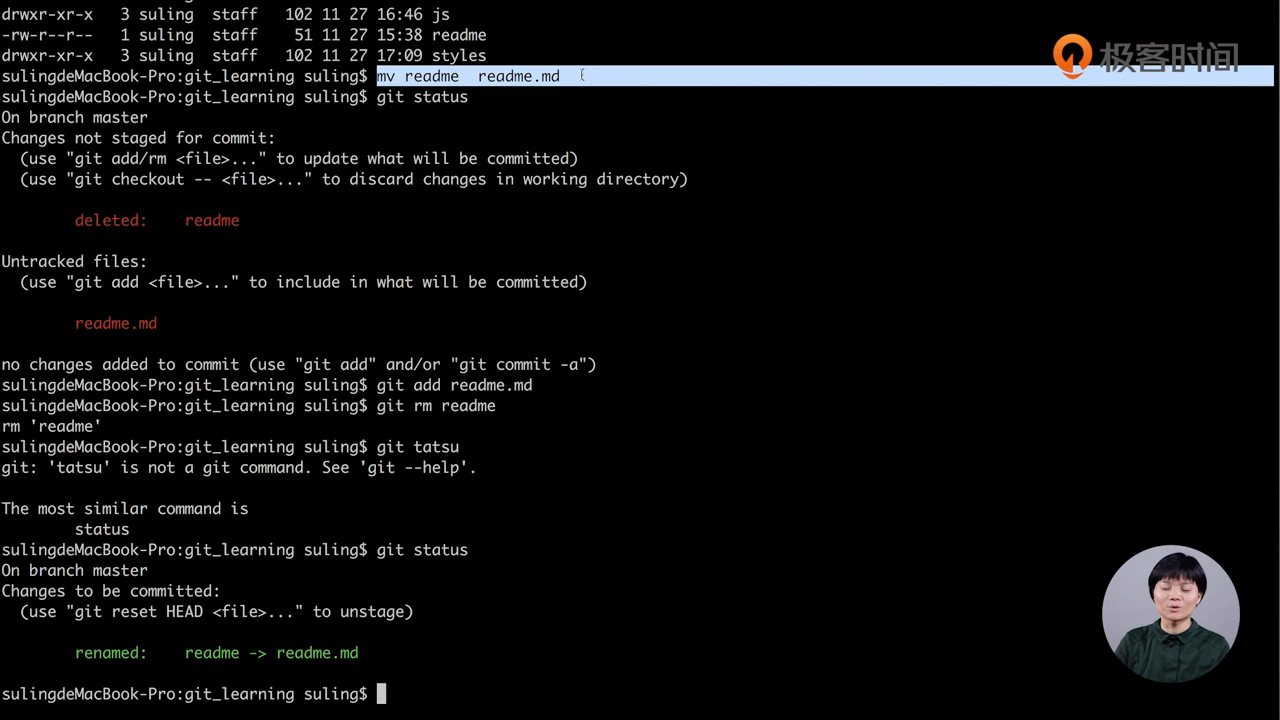 drwxr-xr-x  3 suling  staff   102 11 27 16:46 js
-rw-r--r--  1 suling  staff    51 11 27 15:38 readme
drwxr-xr-x  3 suling  staff   102 11 27 17:09 styles
极客时间
sulingdeMacBook-Pro:git_learning suling$ mv readme  readme.md
sulingdeMacBook-Pro:git_learning suling$ git status
On branch master
Changes not staged for commit:
  (use "git add/rm <file>..." to update what will be committed)
  (use "git checkout -- <file>..." to discard changes in working directory)
        deleted:    readme
Untracked files:
  (use "git add <file>..." to include in what will be committed)
        readme.md
no changes added to commit (use "git add" and/or "git commit -a")
sulingdeMacBook-Pro:git_learning suling$ git add readme.md
sulingdeMacBook-Pro:git_learning suling$ git rm readme
rm 'readme'
sulingdeMacBook-Pro:git_learning suling$ git tatsu
git: 'tatsu' is not a git command. See 'git --help'.
The most similar command is
        status
sulingdeMacBook-Pro:git_learning suling$ git status
On branch master
Changes to be committed:
  (use "git reset HEAD <file>..." to unstage)
        renamed:    readme -> readme.md
sulingdeMacBook-Pro:git_learning suling$